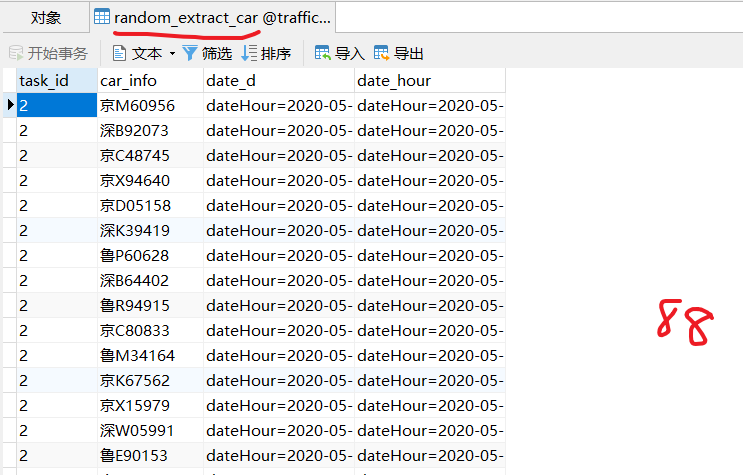 对象 random_extract_car @traffic...
开始事务 文本 筛选 排序 导入 导出
task_id car_info date_d date_hour
2 京M60956 dateHour=2020-05- dateHour=2020-05-
2 深B92073 dateHour=2020-05- dateHour=2020-05-
2 京C48745 dateHour=2020-05- dateHour=2020-05-
2 京X94640 dateHour=2020-05- dateHour=2020-05-
2 京D05158 dateHour=2020-05- dateHour=2020-05-
2 深K39419 dateHour=2020-05- dateHour=2020-05-
2 鲁P60628 dateHour=2020-05- dateHour=2020-05-
2 深B64402 dateHour=2020-05- dateHour=2020-05-
2 鲁R94915 dateHour=2020-05- dateHour=2020-05-
2 京C80833 dateHour=2020-05- dateHour=2020-05-
88
2 鲁M34164 dateHour=2020-05- dateHour=2020-05-
2 京K67562 dateHour=2020-05- dateHour=2020-05-
2 京X15979 dateHour=2020-05- dateHour=2020-05-
2 深W05991 dateHour=2020-05- dateHour=2020-05-
2 鲁E90153 dateHour=2020-05- dateHour=2020-05-